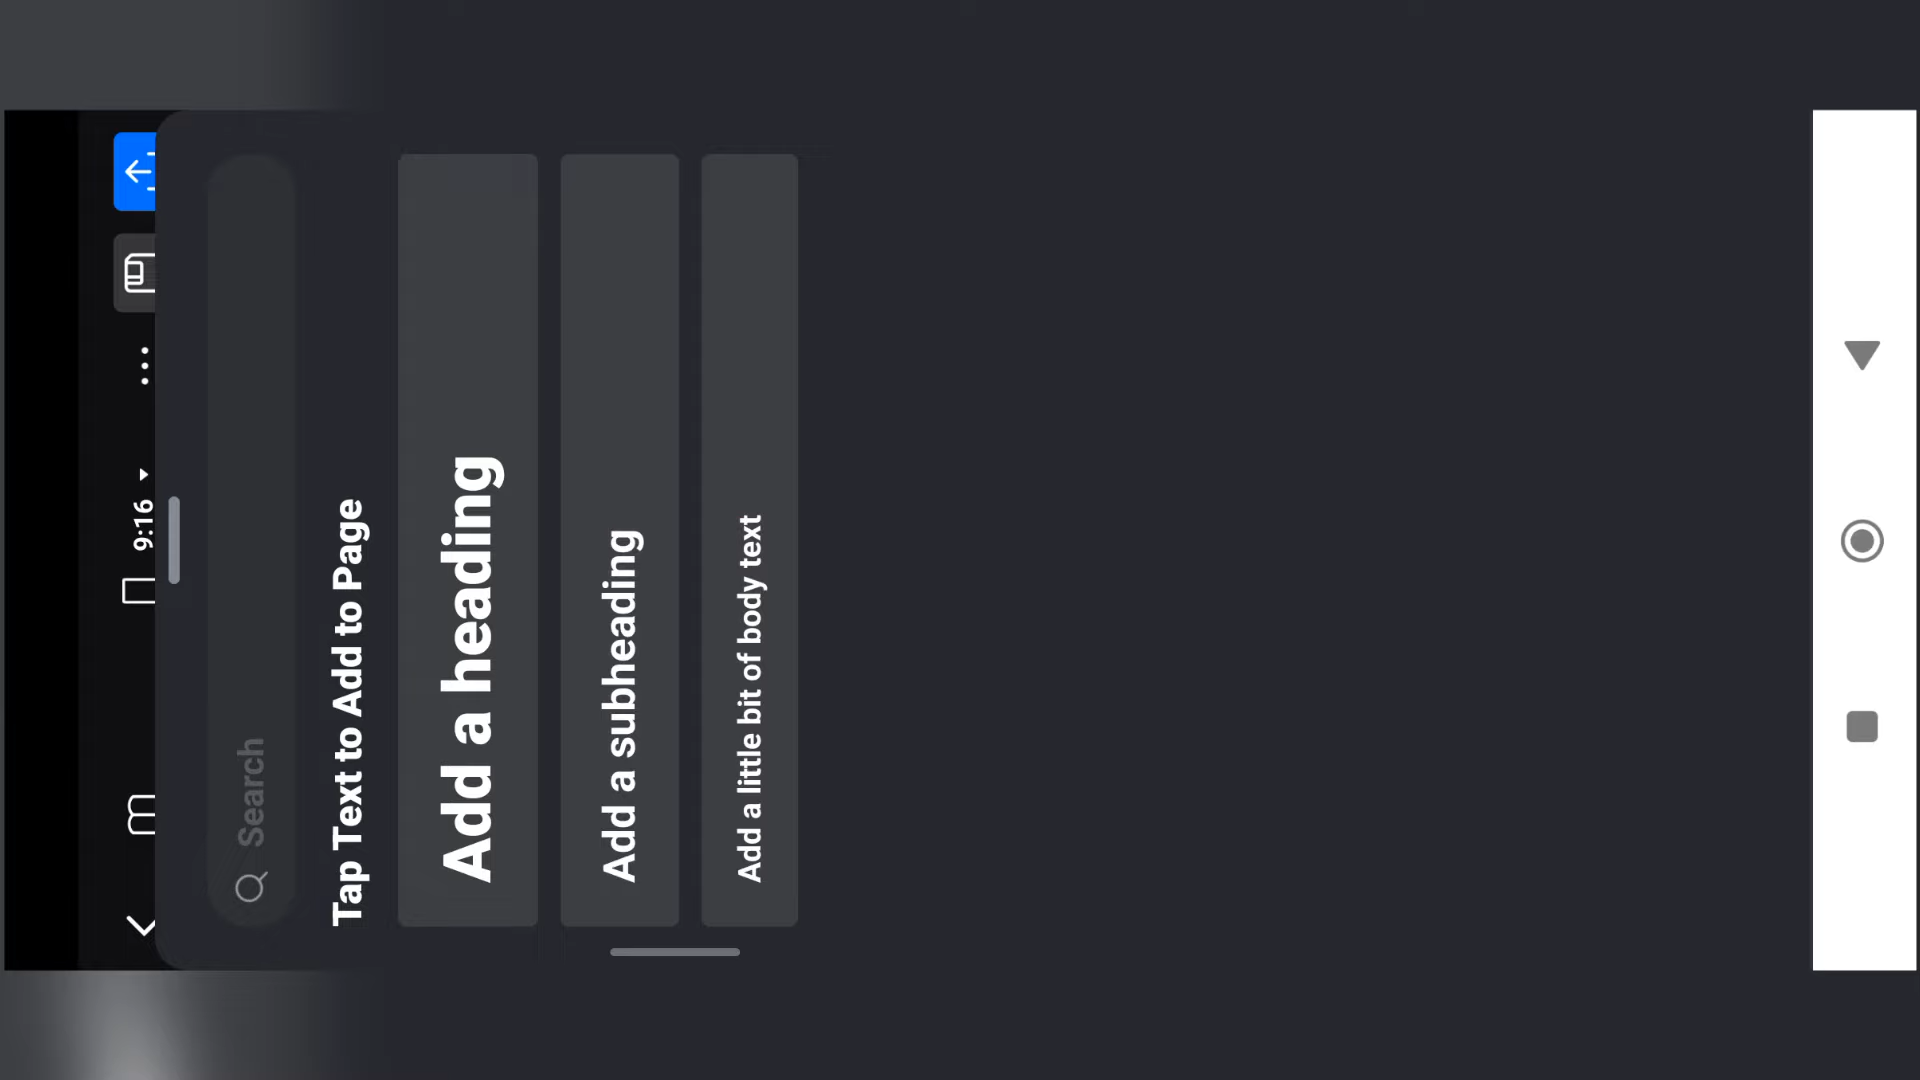 9:16
Search
Tap Text to Add to Page
Add a heading
Add a subheading
Add a little bit of body text